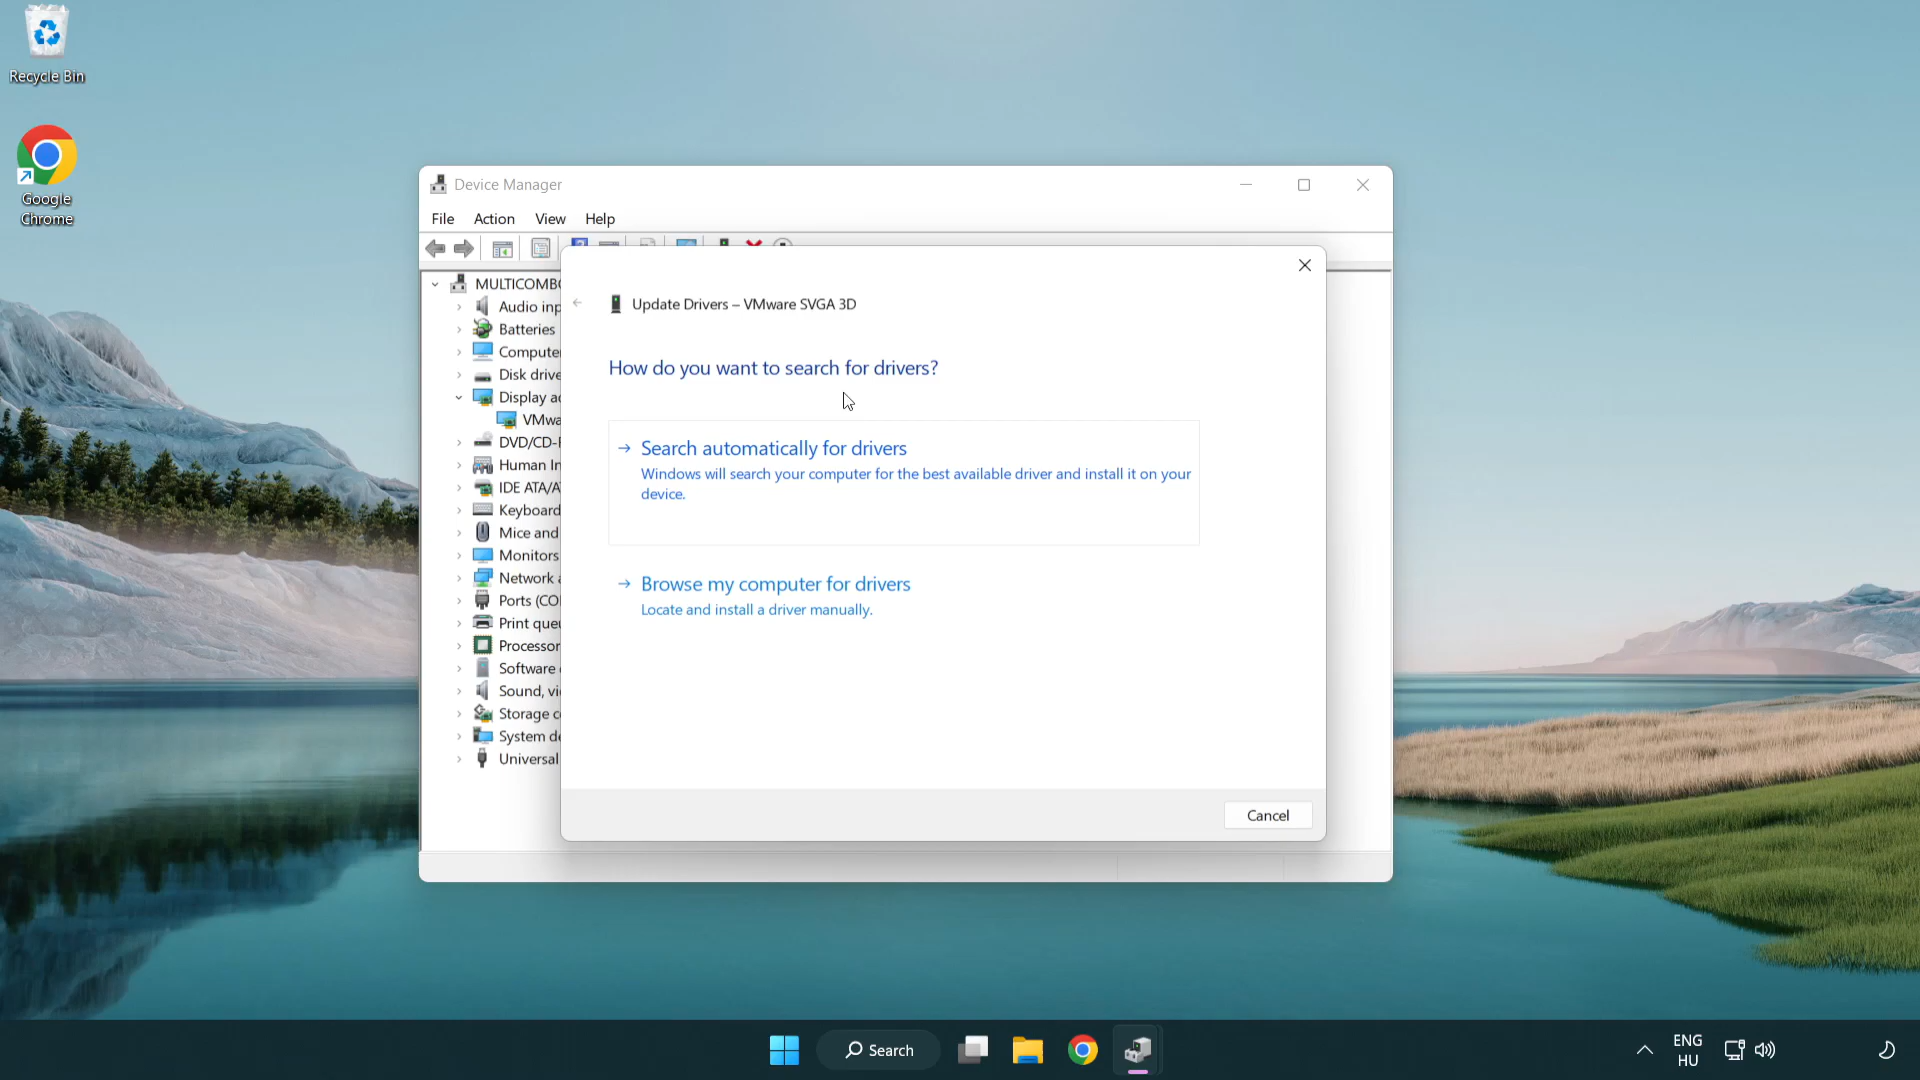 Recycle Bin
Google
Chrome
Device Manager
File Action View Help
MULTICOMBO
Audio inp
Batteries
Compute
Disk drive
Display a
VMwa
DVD/CD-
Human In
IDE ATA/A
Keyboard
Mice and
Monitors
Network a
Ports (CO
Print que
Processor
Software
Sound, vi
Storage c
System de
Universal
Update Drivers – VMware SVGA 3D
How do you want to search for drivers?
Search automatically for drivers
Windows will search your computer for the best available driver and install it on your
device.
Browse my computer for drivers
Locate and install a driver manually.
Cancel
Search
ENG
HU